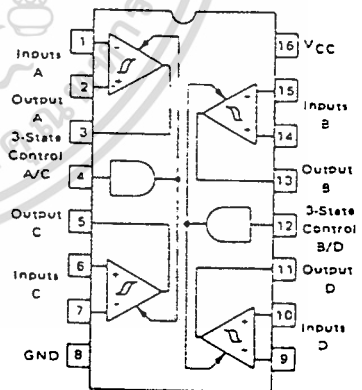 1
Inputs
A
2
Output
A
3
3-State
Control
A/C
4
Output
C
5
6
Inputs
C
7
GND 8
16 VCC
15
Inputs
B
14
Output
13
B
3-State
12
Control
B/D
11 Output
D
10
Inputs
D
9